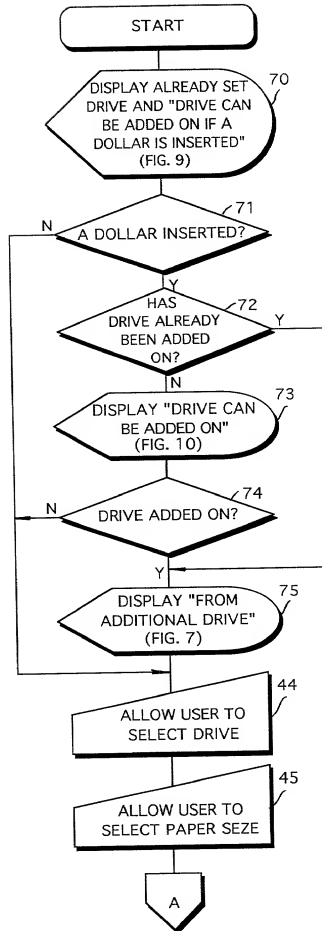 START
70
DISPLAY ALREADY SET
DRIVE AND "DRIVE CAN
BE ADDED ON IF A
DOLLAR IS INSERTED"
(FIG. 9)
71
N
A DOLLAR INSERTED?
Y
72
HAS
DRIVE ALREADY
BEEN ADDED
ON?
Y
N
73
DISPLAY "DRIVE CAN
BE ADDED ON"
(FIG. 10)
74
N
DRIVE ADDED ON?
Y
75
DISPLAY "FROM
ADDITIONAL DRIVE"
(FIG. 7)
44
ALLOW USER TO
SELECT DRIVE
45
ALLOW USER TO
SELECT PAPER SEZE
A